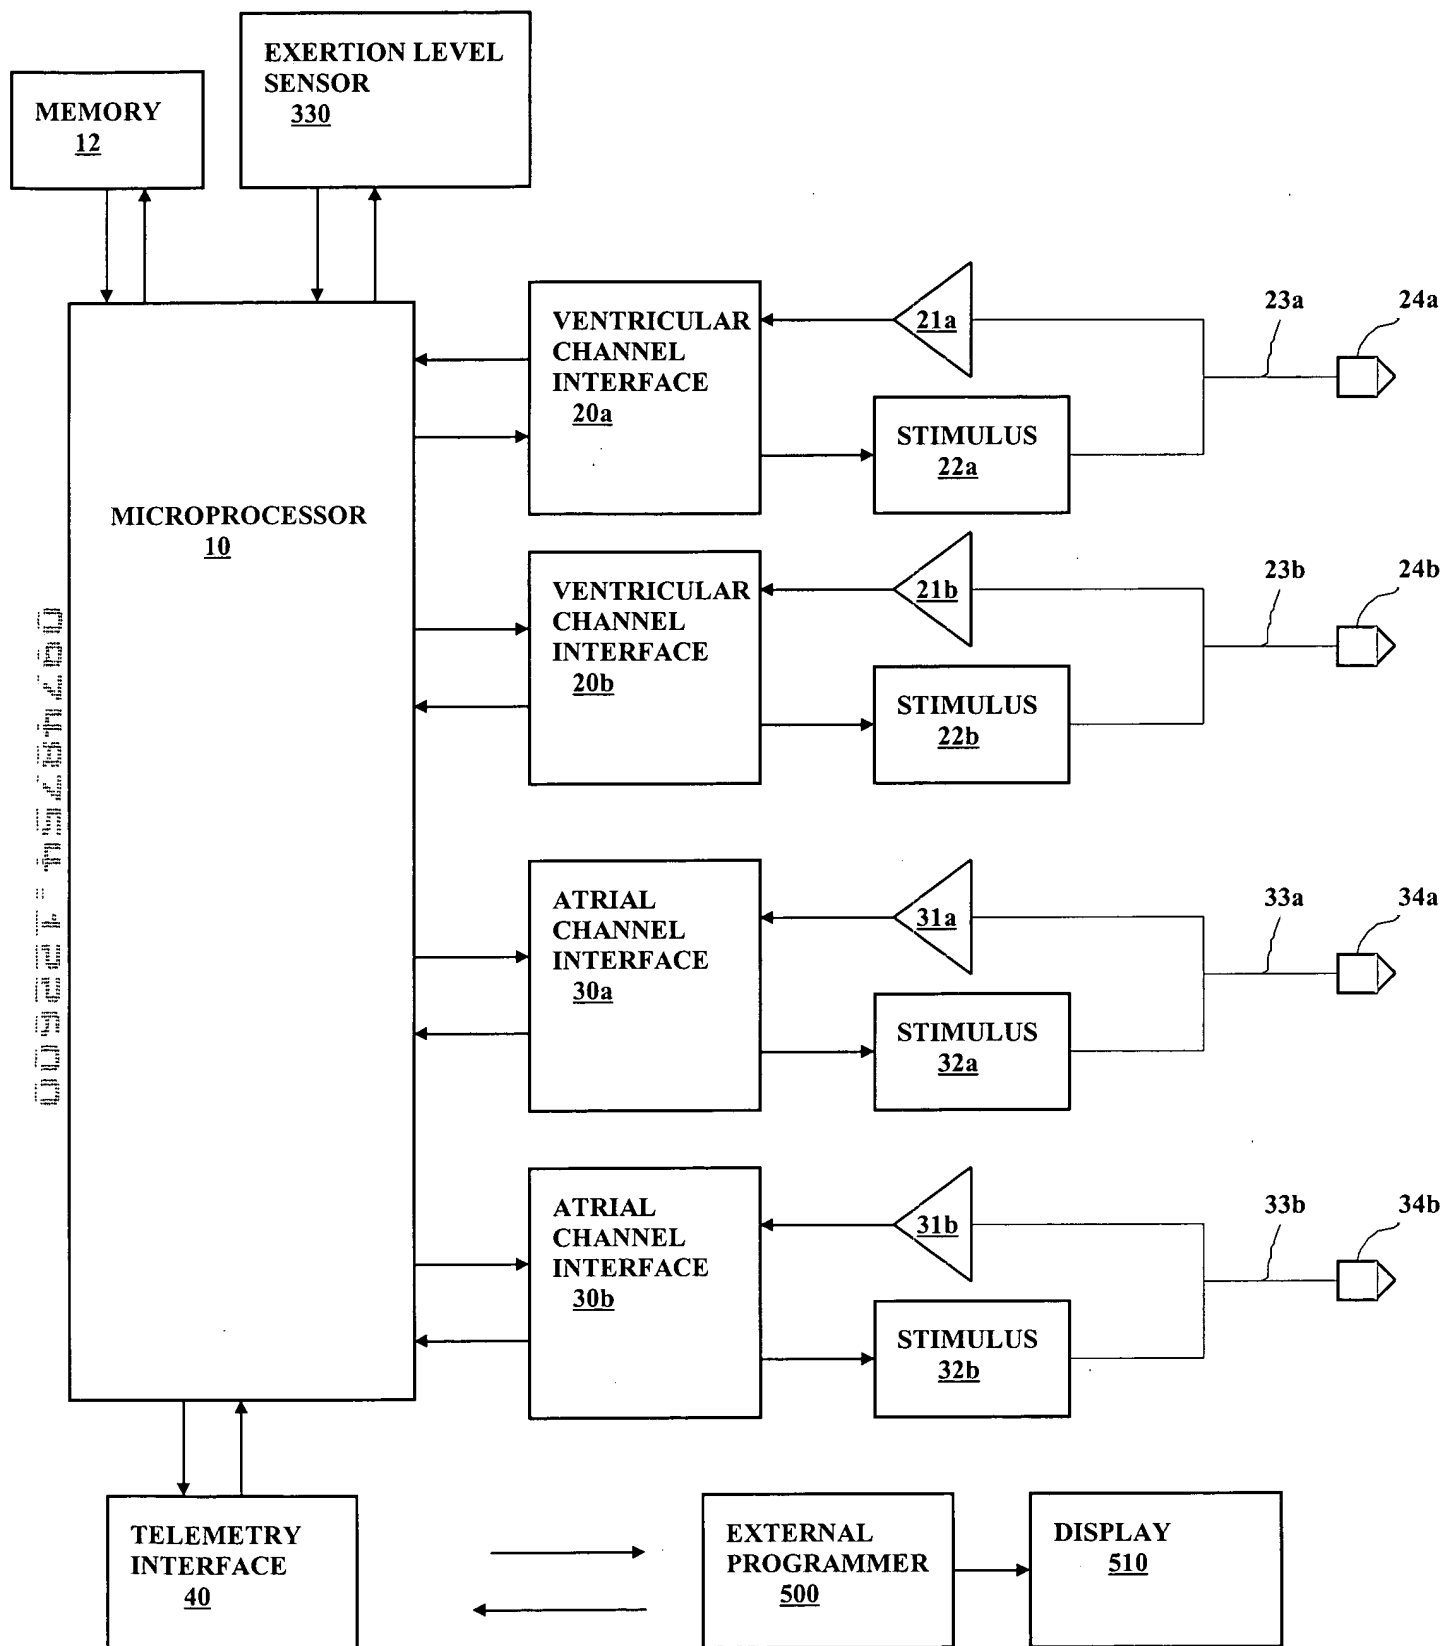 EXERTION LEVEL
SENSOR
330
MEMORY
12
MICROPROCESSOR
10
VENTRICULAR
CHANNEL
INTERFACE
20a
21a
STIMULUS
22a
23a
24a
VENTRICULAR
CHANNEL
INTERFACE
20b
21b
STIMULUS
22b
23b
24b
ATRIAL
CHANNEL
INTERFACE
30a
31a
STIMULUS
32a
33a
34a
ATRIAL
CHANNEL
INTERFACE
30b
31b
STIMULUS
32b
33b
34b
TELEMETRY
INTERFACE
40
EXTERNAL
PROGRAMMER
500
DISPLAY
510
09748754.122600